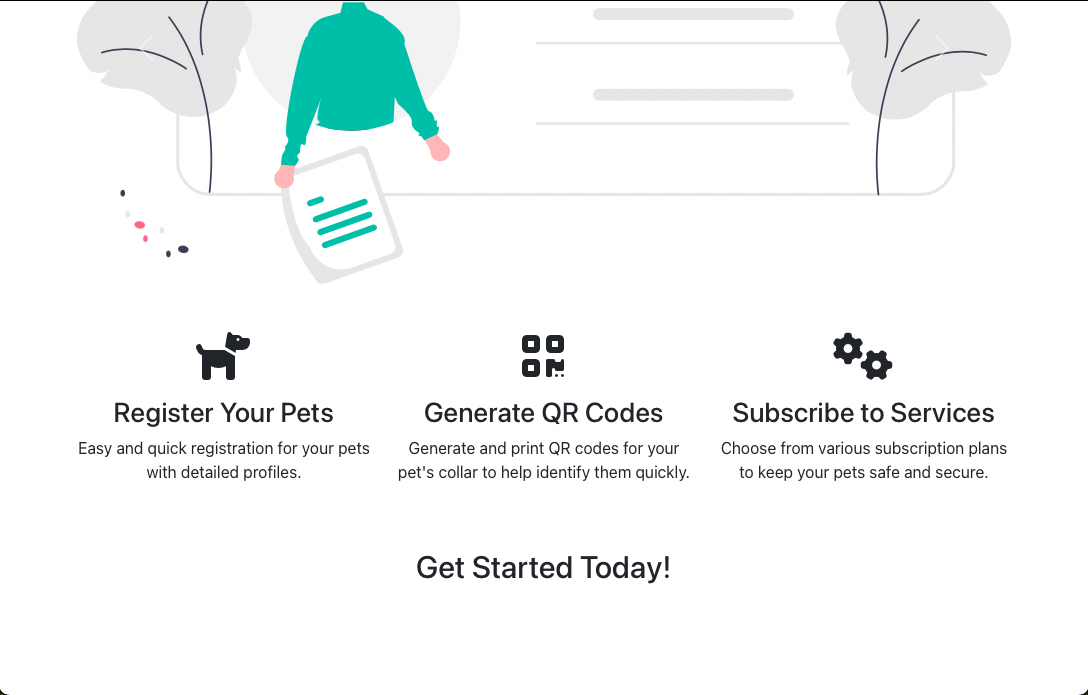 Register Your Pets
Easy and quick registration for your pets
with detailed profiles.
Generate QR Codes
Generate and print QR codes for your
pet's collar to help identify them quickly.
Subscribe to Services
Choose from various subscription plans
to keep your pets safe and secure.
Get Started Today!